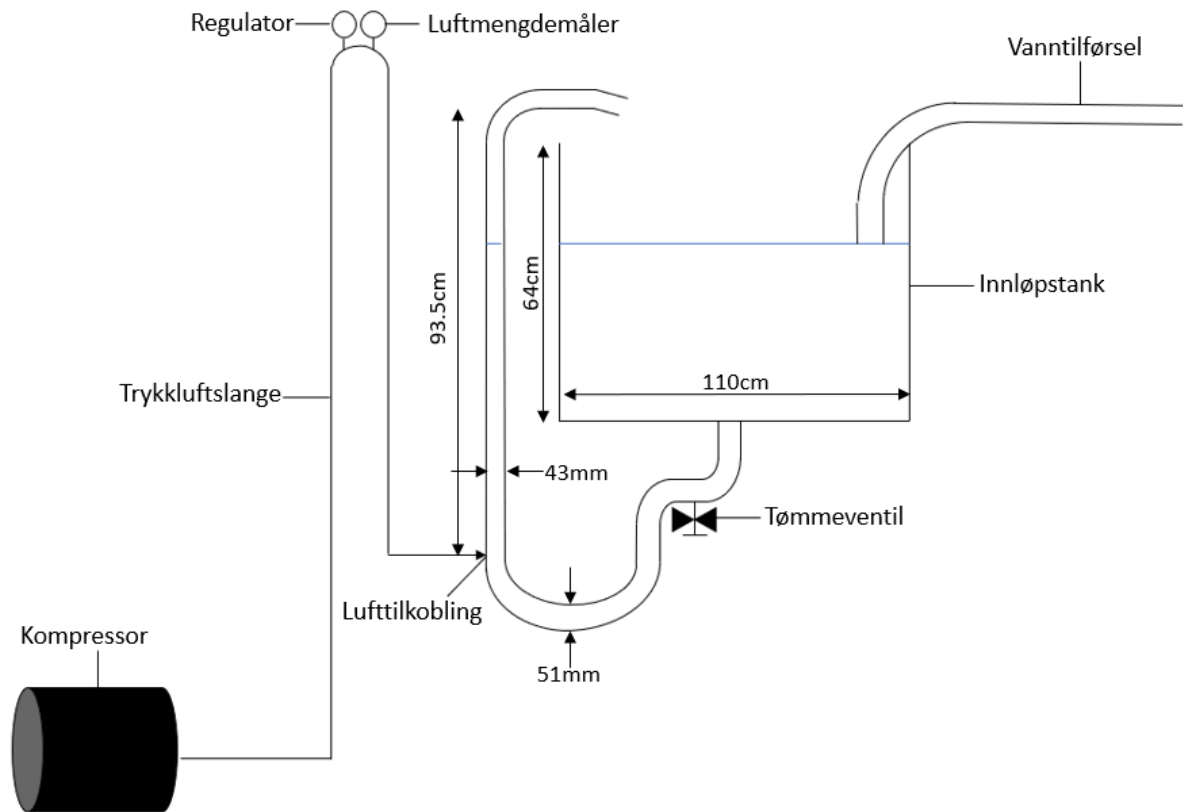 Regulator
Luftmengdemåler
Vanntilførsel
93.5cm
64cm
Innløpstank
110cm
Trykkluftslange
43mm
Tømmeventil
Lufttilkobling
Kompressor
51mm